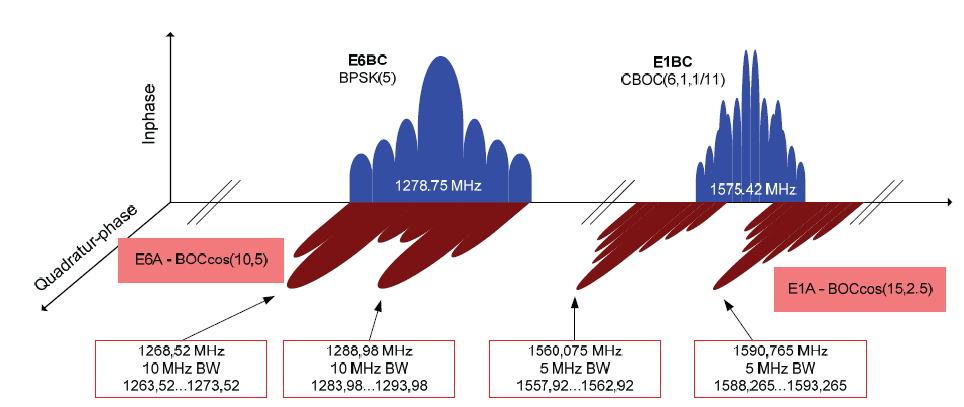 E6BC
BPSK(5)
E1BC
CBOC(6,1,1/11)
Inphase
1278.75 MHz
1575.42 MHz
Quadratur-phase
E6A - BOCcos(10,5)
E1A – BOCcos(15,2.5)
1268,52 MHz
10 MHz BW
1263,52...1273,52
1288,98 MHz
10 MHz BW
1283,98...1293,98
1560,075 MHz
5 MHz BW
1557,92...1562,92
1590,765 MHz
5 MHz BW
1588,265...1593,265